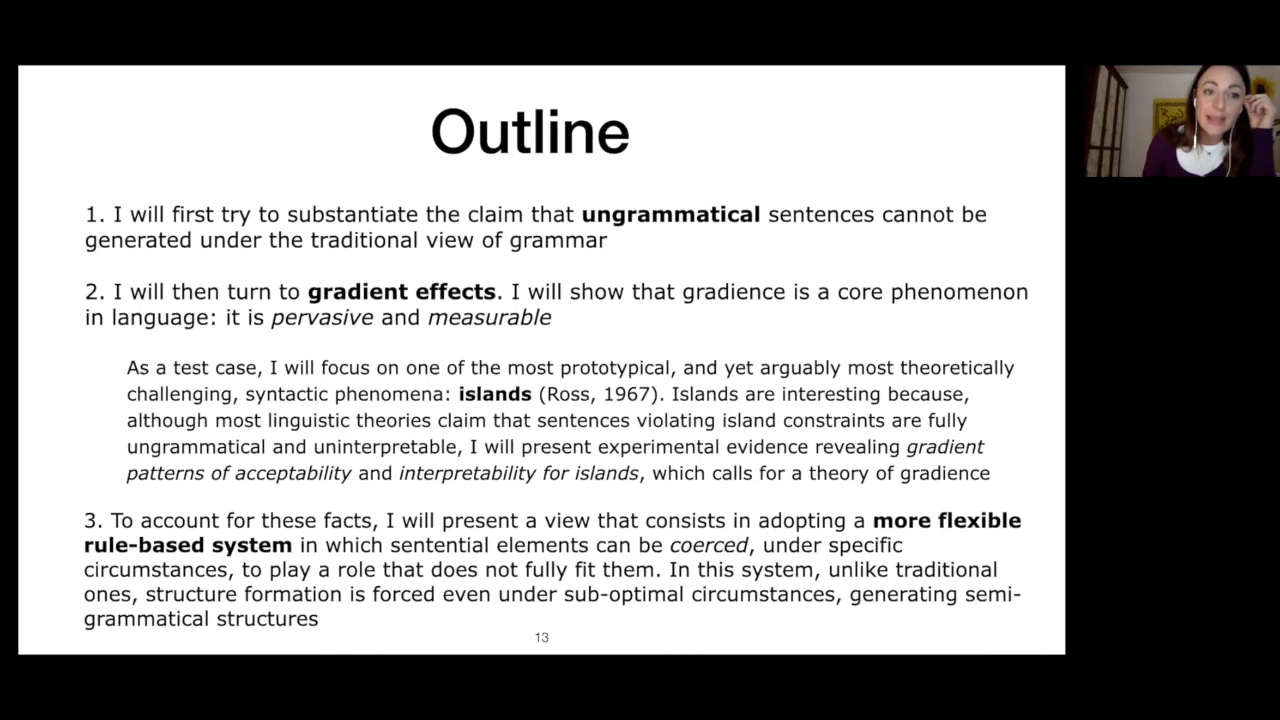 Outline
1. I will first try to substantiate the claim that ungrammatical sentences cannot be
generated under the traditional view of grammar
2. I will then turn to gradient effects. I will show that gradience is a core phenomenon
in language: it is pervasive and measurable
As a test case, I will focus on one of the most prototypical, and yet arguably most theoretically
challenging, syntactic phenomena: islands (Ross, 1967). Islands are interesting because,
although most linguistic theories claim that sentences violating island constraints are fully
ungrammatical and uninterpretable, I will present experimental evidence revealing gradient
patterns of acceptability and interpretability for islands, which calls for a theory of gradience
3. To account for these facts, I will present a view that consists in adopting a more flexible
rule-based system in which sentential elements can be coerced, under specific
circumstances, to play a role that does not fully fit them. In this system, unlike traditional
ones, structure formation is forced even under sub-optimal circumstances, generating semi-
grammatical structures
13